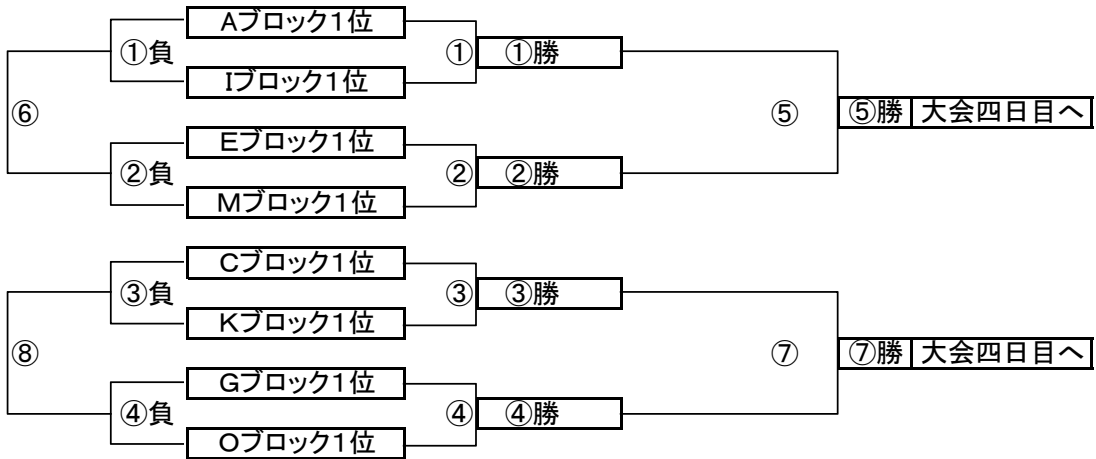 Aブロック1位
①負 ① ①勝
Iブロック1位
⑥ ⑤ ⑤勝 大会四日目へ
Eブロック1位
②負 ② ②勝
Mブロック1位
Cブロック1位
③負 ③ ③勝
Kブロック1位
⑧ ⑦ ⑦勝 大会四日目へ
Gブロック1位
④負 ④ ④勝
Oブロック1位